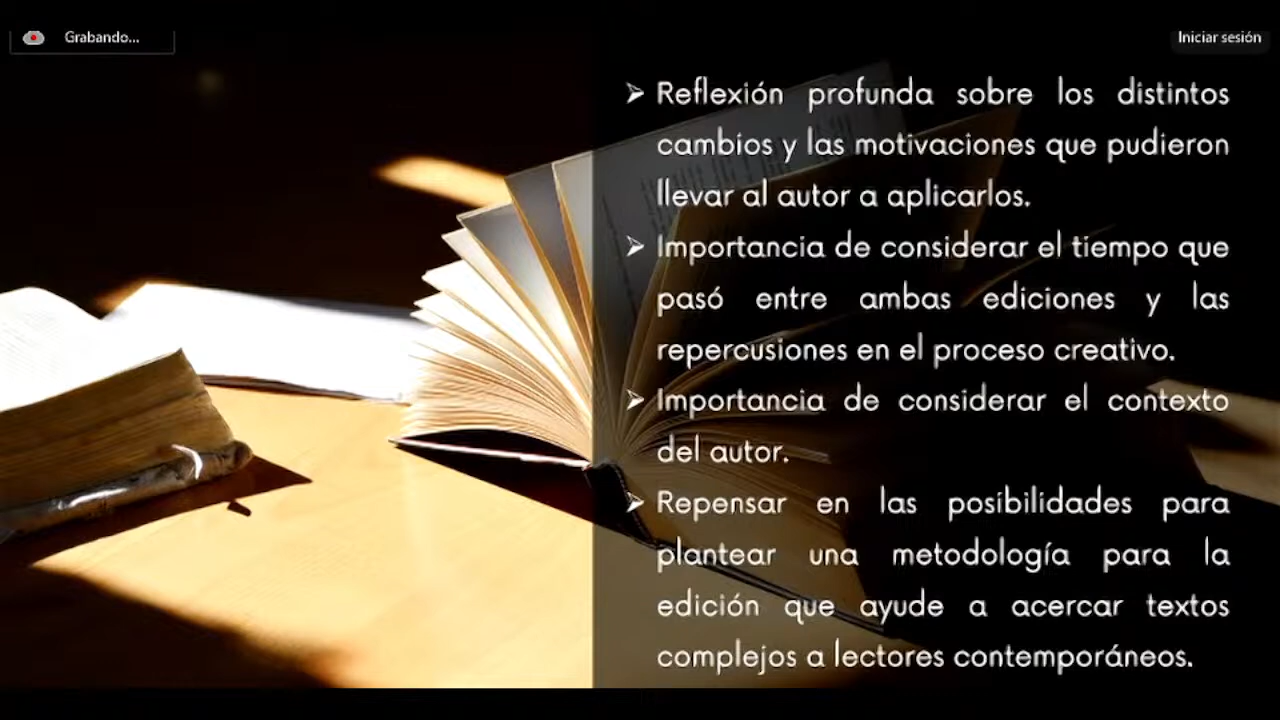 Grabando...
Iniciar sesión
Reflexión profunda sobre los distintos
cambios y las motivaciones que pudieron
llevar al autor a aplicarlos.
Importancia de considerar el tiempo que
pasó entre ambas ediciones y las
repercusiones en el proceso creativo.
Importancia de considerar el contexto
del autor.
Repensar en las posibilidades para
plantear una metodología para la
edición que ayude a acercar textos
complejos a lectores contemporáneos.